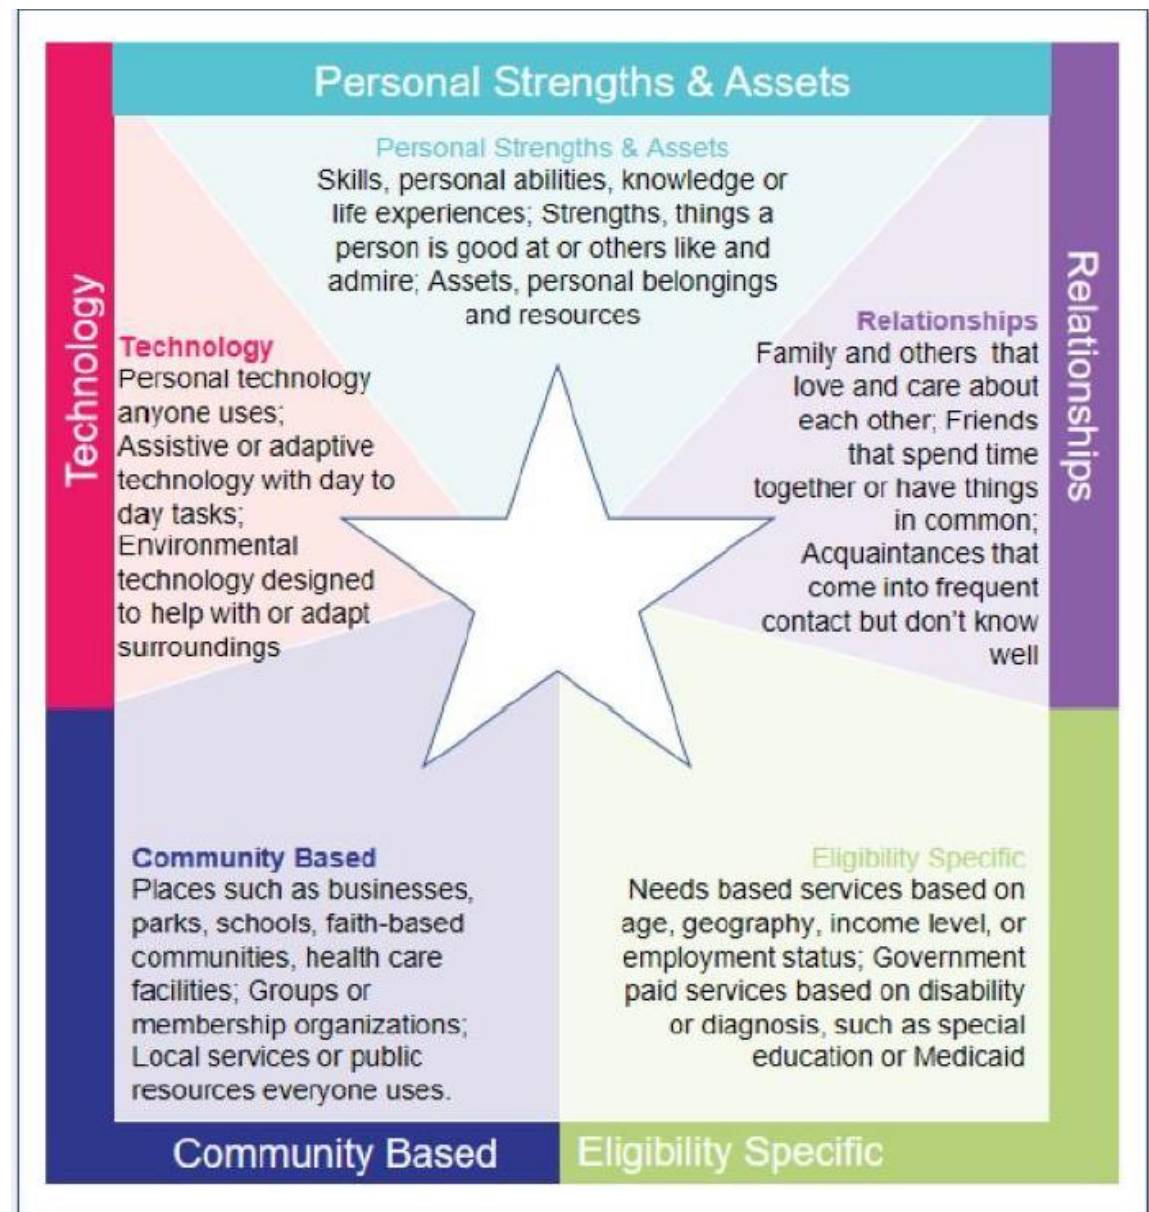 Personal Strengths & Assets
Personal Strengths & Assets
Skills, personal abilities, knowledge or
life experiences; Strengths, things a
person is good at or others like and
admire; Assets, personal belongings
and resources
Technology
Technology
Personal technology
anyone uses;
Assistive or adaptive
technology with day to
day tasks;
Environmental
technology designed
to help with or adapt
surroundings
Relationships
Relationships
Family and others that
love and care about
each other; Friends
that spend time
together or have things
in common;
Acquaintances that
come into frequent
contact but don't know
well
Community Based
Places such as businesses,
parks, schools, faith-based
communities, health care
facilities; Groups or
membership organizations;
Local services or public
resources everyone uses.
Eligibility Specific
Needs based services based on
age, geography, income level, or
employment status; Government
paid services based on disability
or diagnosis, such as special
education or Medicaid
Community Based
Eligibility Specific